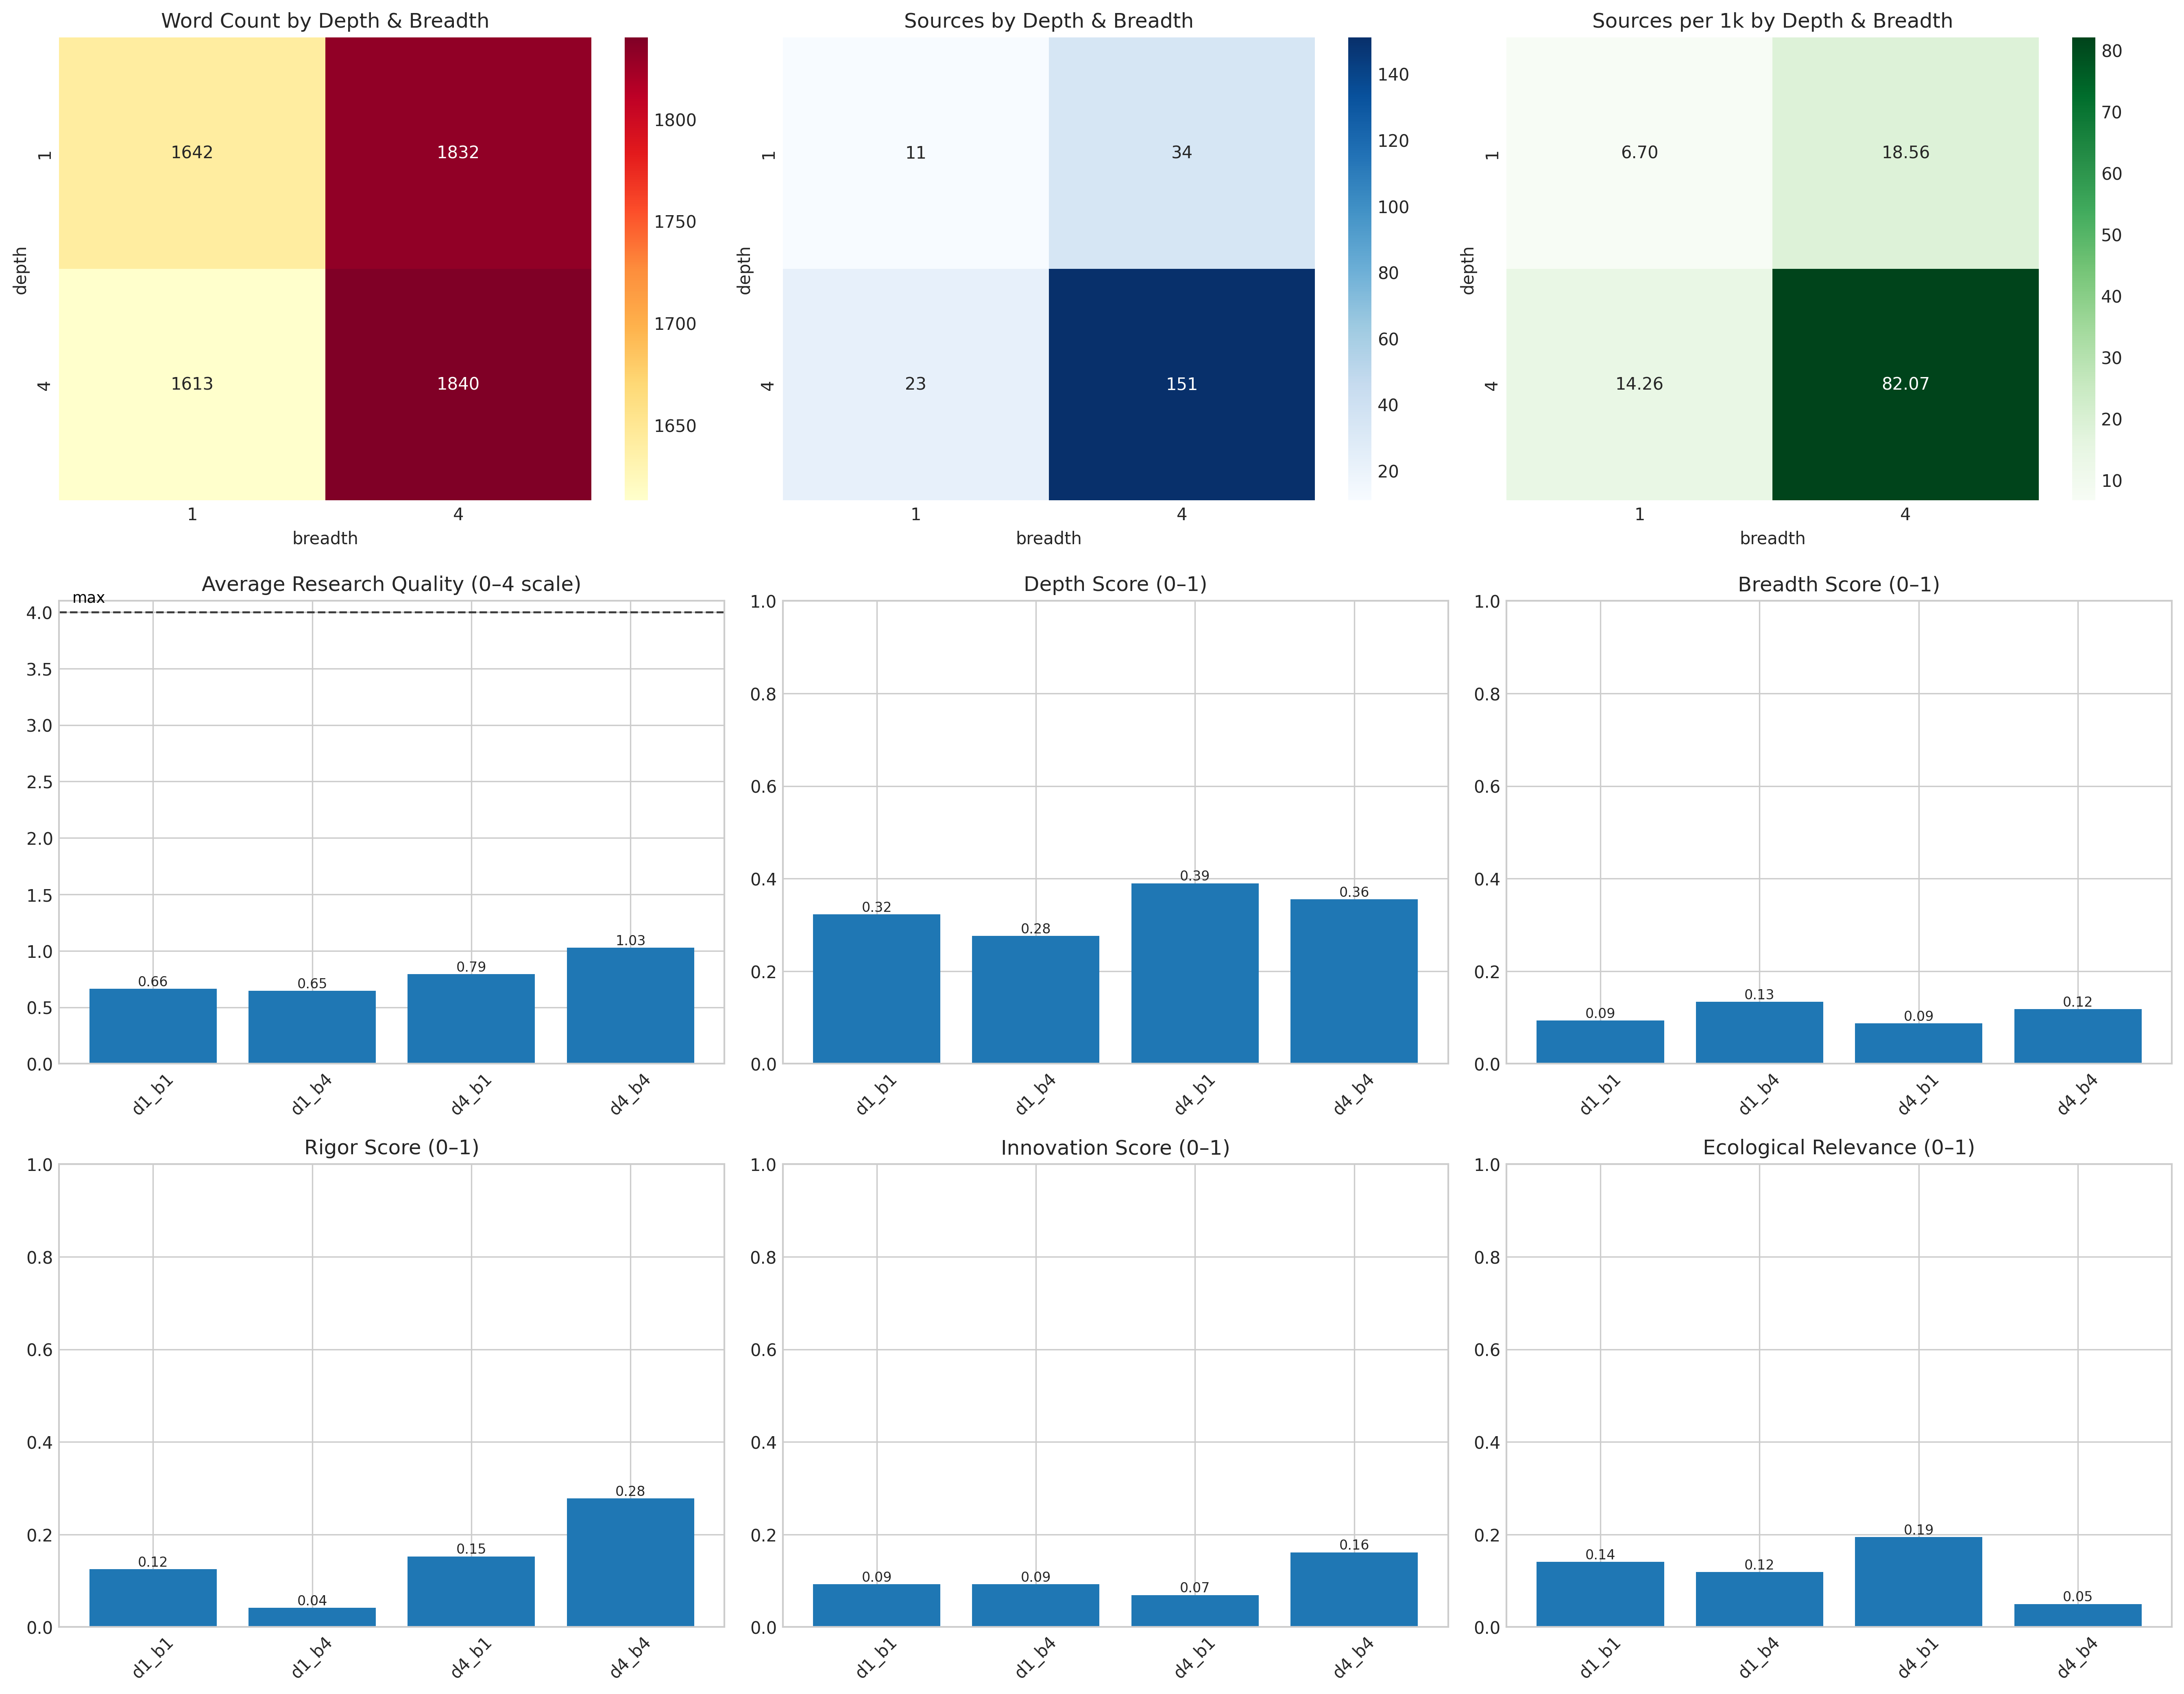 Word Count by Depth & Breadth
1642
1832
1613
1840
1
4
depth
1
4
breadth
1800
1750
1700
1650
Sources by Depth & Breadth
11
34
23
151
1
4
depth
1
4
breadth
140
120
100
80
60
40
20
Sources per 1k by Depth & Breadth
6.70
18.56
14.26
82.07
1
4
depth
1
4
breadth
80
70
60
50
40
30
20
10
Average Research Quality (0–4 scale)
max
4.0
3.5
3.0
2.5
2.0
1.5
1.0
0.5
0.0
0.66
0.65
0.79
1.03
d1_b1
d1_b4
d4_b1
d4_b4
Depth Score (0–1)
1.0
0.8
0.6
0.4
0.2
0.0
0.32
0.28
0.39
0.36
d1_b1
d1_b4
d4_b1
d4_b4
Breadth Score (0–1)
1.0
0.8
0.6
0.4
0.2
0.0
0.09
0.13
0.09
0.12
d1_b1
d1_b4
d4_b1
d4_b4
Rigor Score (0–1)
1.0
0.8
0.6
0.4
0.2
0.0
0.12
0.04
0.15
0.28
d1_b1
d1_b4
d4_b1
d4_b4
Innovation Score (0–1)
1.0
0.8
0.6
0.4
0.2
0.0
0.09
0.09
0.07
0.16
d1_b1
d1_b4
d4_b1
d4_b4
Ecological Relevance (0–1)
1.0
0.8
0.6
0.4
0.2
0.0
0.14
0.12
0.19
0.05
d1_b1
d1_b4
d4_b1
d4_b4